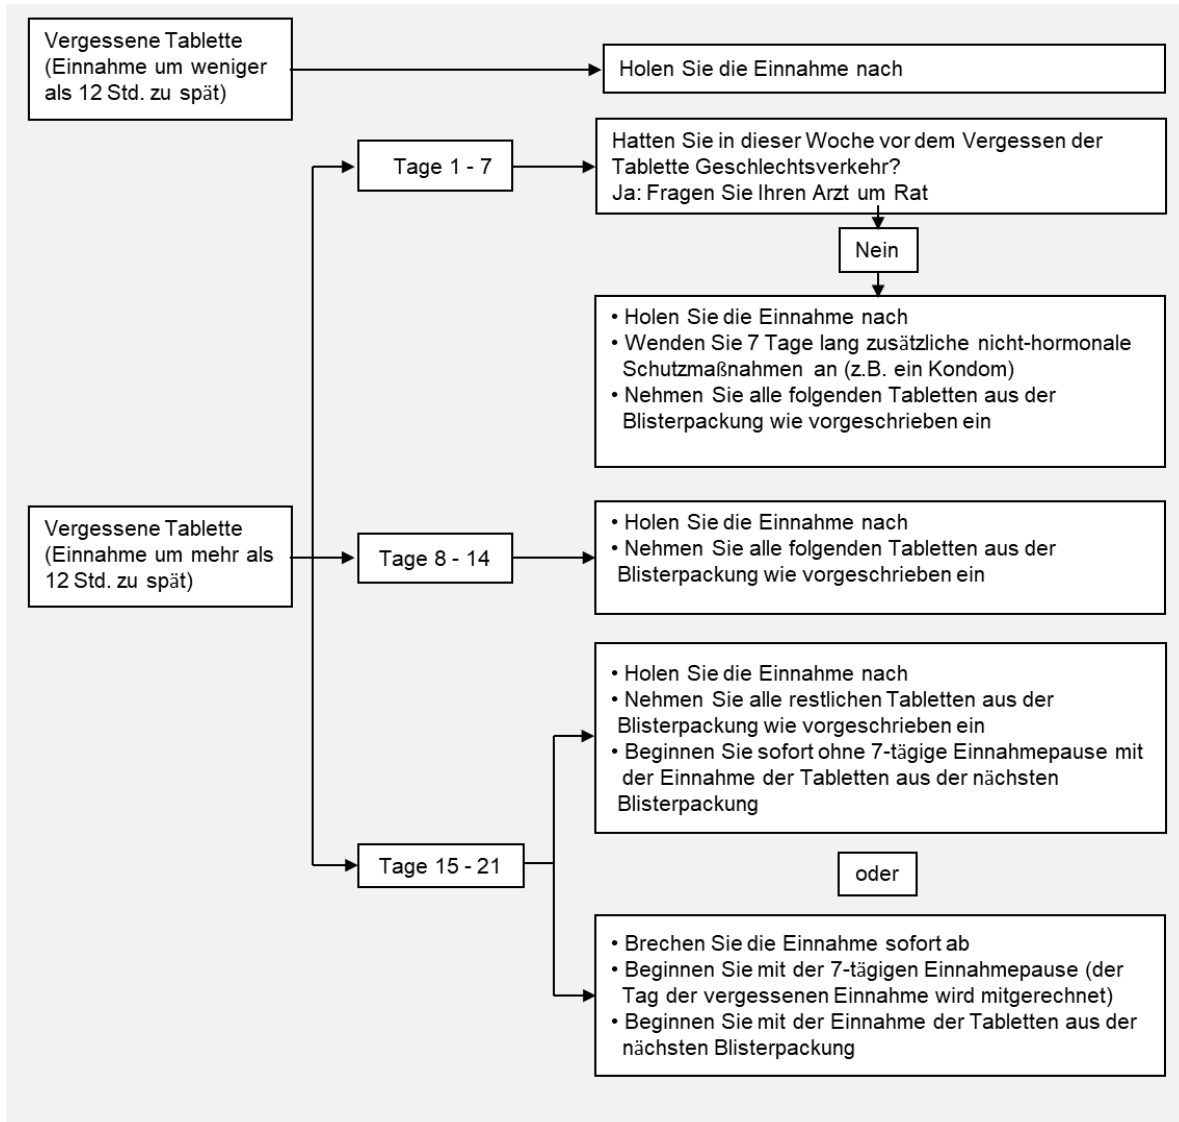 Vergessene Tablette
(Einnahme um weniger
als 12 Std. zu spät)
Holen Sie die Einnahme nach
Tage 1 - 7
Hatten Sie in dieser Woche vor dem Vergessen der
Tablette Geschlechtsverkehr?
Ja: Fragen Sie Ihren Arzt um Rat
Nein
• Holen Sie die Einnahme nach
• Wenden Sie 7 Tage lang zusätzliche nicht-hormonale
Schutzmaßnahmen an (z.B. ein Kondom)
• Nehmen Sie alle folgenden Tabletten aus der
Blisterpackung wie vorgeschrieben ein
Vergessene Tablette
(Einnahme um mehr als
12 Std. zu spät)
Tage 8 - 14
• Holen Sie die Einnahme nach
• Nehmen Sie alle folgenden Tabletten aus der
Blisterpackung wie vorgeschrieben ein
Tage 15 - 21
• Holen Sie die Einnahme nach
• Nehmen Sie alle restlichen Tabletten aus der
Blisterpackung wie vorgeschrieben ein
• Beginnen Sie sofort ohne 7-tägige Einnahmepause mit
der Einnahme der Tabletten aus der nächsten
Blisterpackung
oder
• Brechen Sie die Einnahme sofort ab
• Beginnen Sie mit der 7-tägigen Einnahmepause (der
Tag der vergessenen Einnahme wird mitgerechnet)
• Beginnen Sie mit der Einnahme der Tabletten aus der
nächsten Blisterpackung